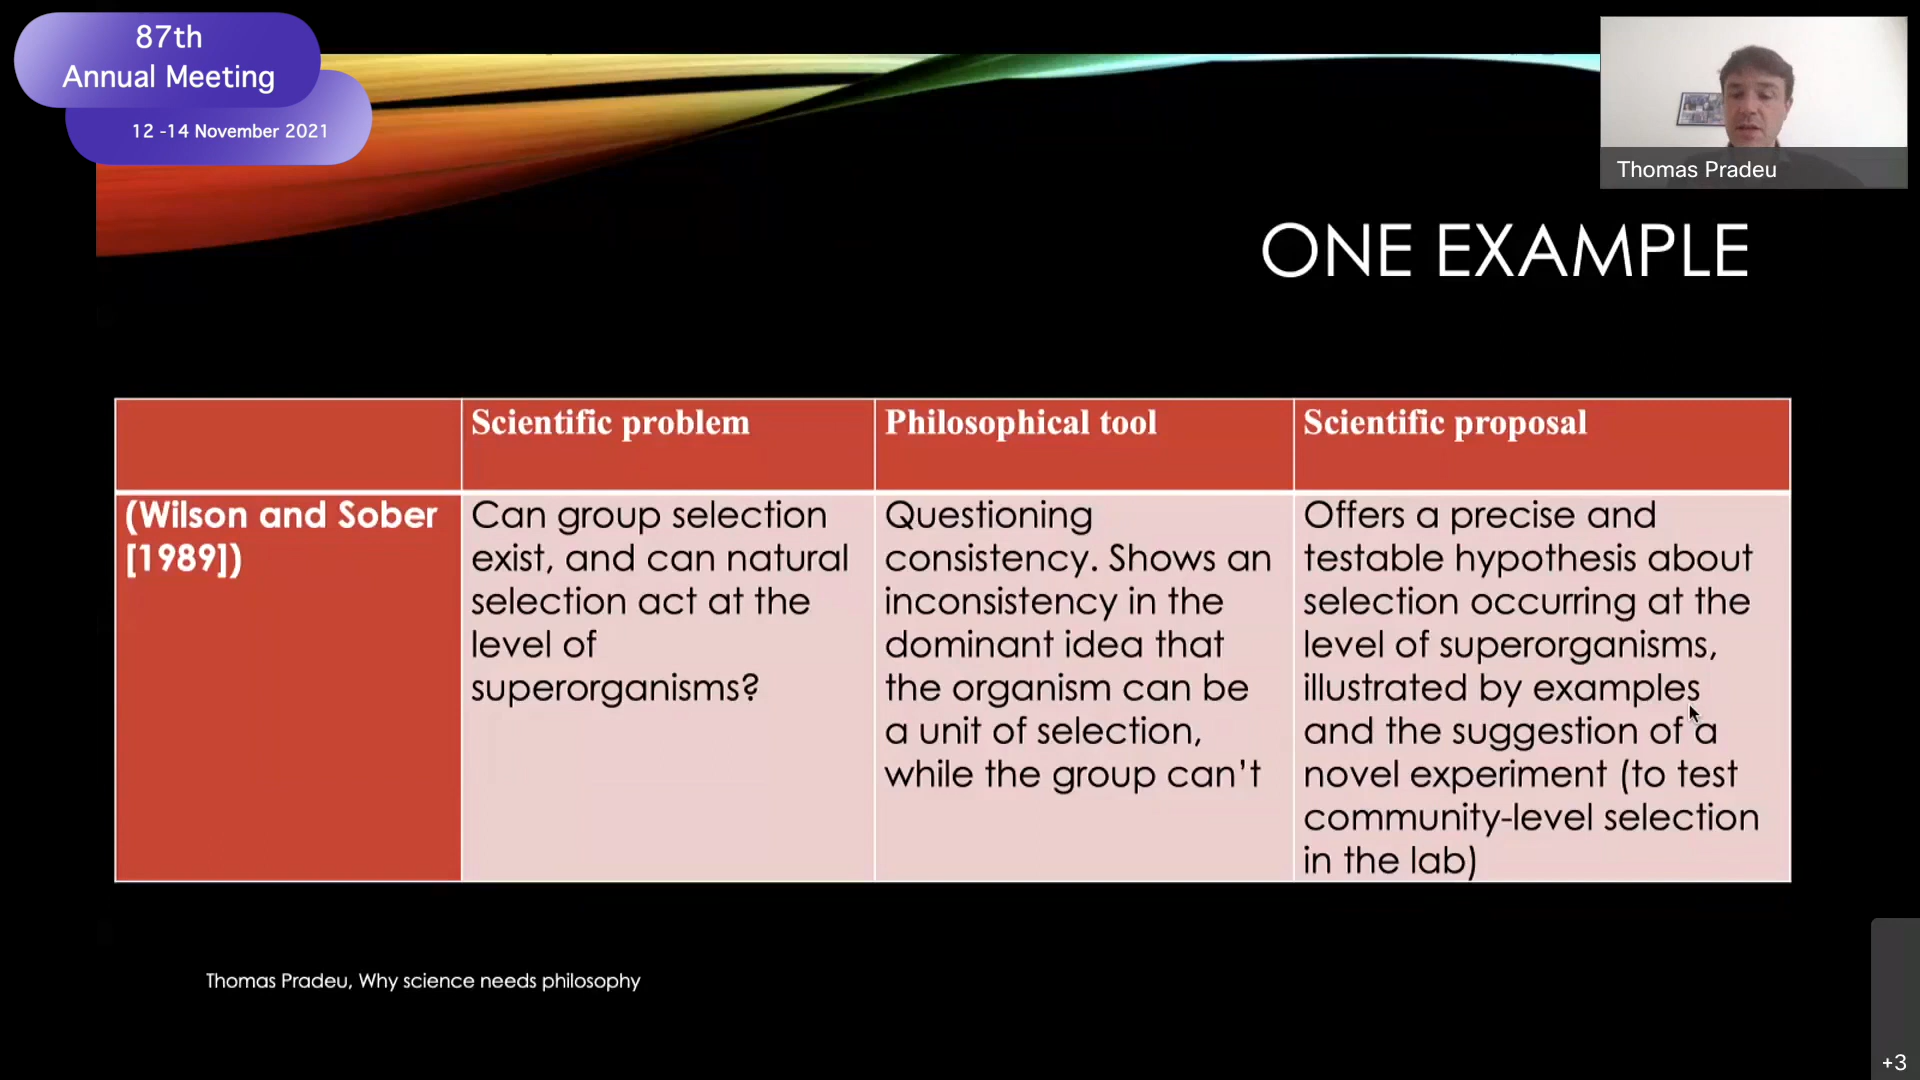 87th
Annual Meeting
12 -14 November 2021
Thomas Pradeu
ONE EXAMPLE
Scientific problem
Philosophical tool
Scientific proposal
(Wilson and Sober
[1989])
Can group selection
exist, and can natural
selection act at the
level of
superorganisms?
Questioning
consistency. Shows an
inconsistency in the
dominant idea that
the organism can be
a unit of selection,
while the group can’t
Offers a precise and
testable hypothesis about
selection occurring at the
level of superorganisms,
illustrated by examples
and the suggestion of a
novel experiment (to test
community-level selection
in the lab)
Thomas Pradeu, Why science needs philosophy
+3